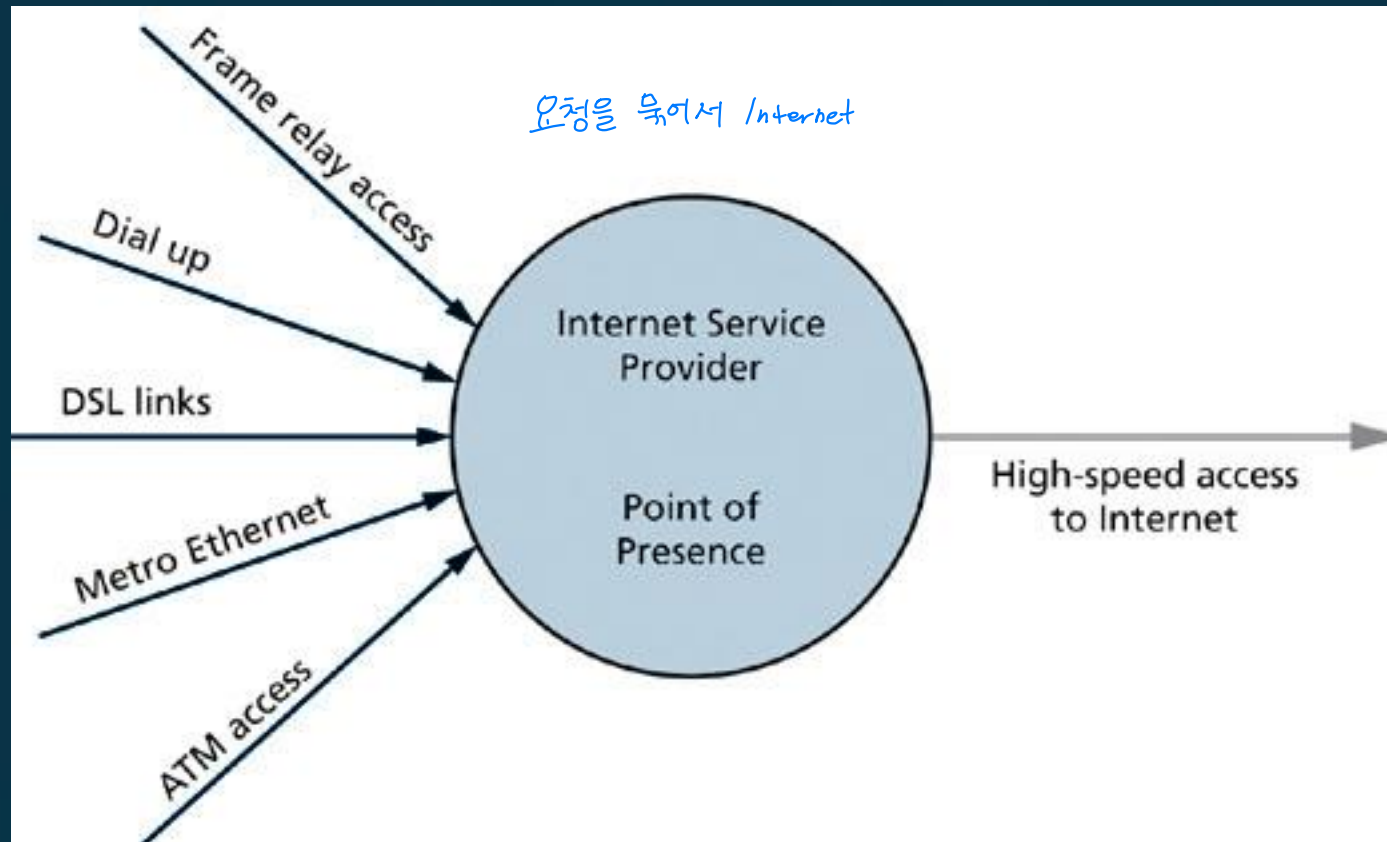 요청을 묶어서 Internet
Frame relay access
Dial up
DSL links
Metro Ethernet
ATM access
Internet Service
Provider
Point of
Presence
High-speed access
to Internet